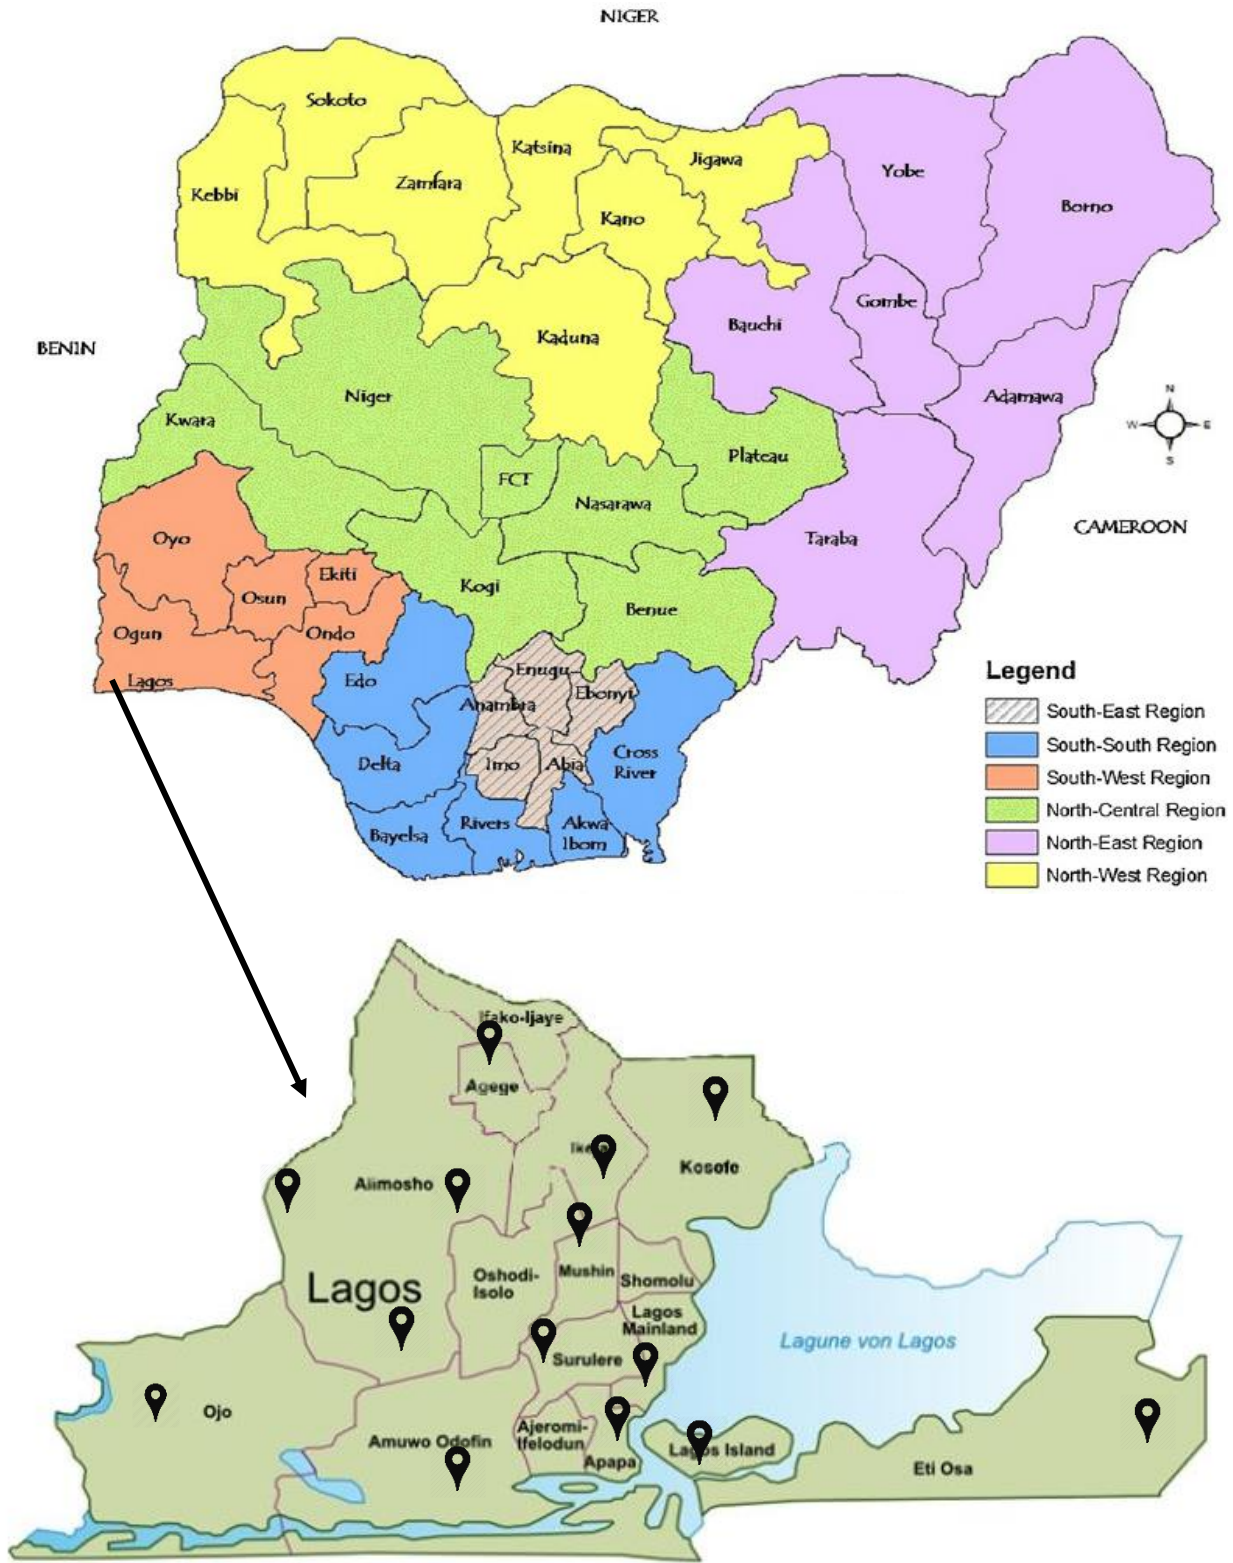 NIGER
Sokoto
Katsina
Jigawa
Zamfara
Kebbi
Kano
Yobe
Borno
Gombe
Bauchi
Kaduna
BENIN
Niger
Adamawa
N
W
E
S
Kwara
Plateau
FCT
Nasarawa
CAMEROON
Oyo
Taraba
Ekiti
Osun
Kogi
Benue
Ogun
Ondo
Lagos
Edo
Enugu
Ebonyi
Anambra
Delta
Imo
Abia
Cross
River
Bayelsa
Rivers
Akwa
Ibom
Legend
South-East Region
South-South Region
South-West Region
North-Central Region
North-East Region
North-West Region
Ifako-Ijaye
Agege
Kosofe
Alimosho
Lagos
Oshodi-
Isolo
Mushin
Shomolu
Lagos
Mainland
Surulere
Lagune von Lagos
Ojo
Amuwo Odofin
Ajeromi-
Ifelodun
Apapa
Lagos Island
Eti Osa